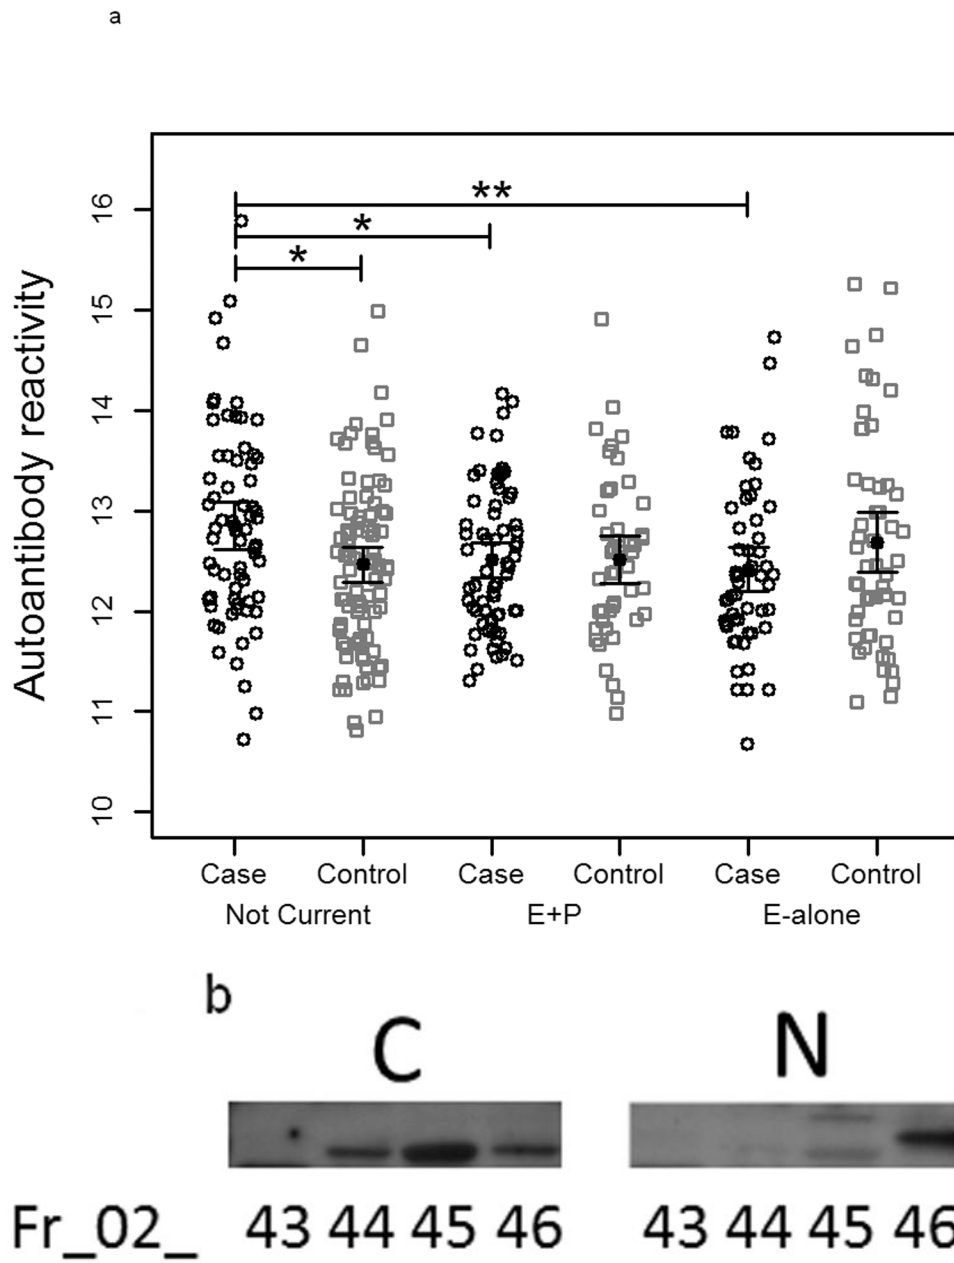 a
Autoantibody reactivity
16
15
14
13
12
11
10
**
*
*
Case Control Case Control Case Control
Not Current E+P E-alone
b
C N
Fr_02_ 43 44 45 46 43 44 45 46